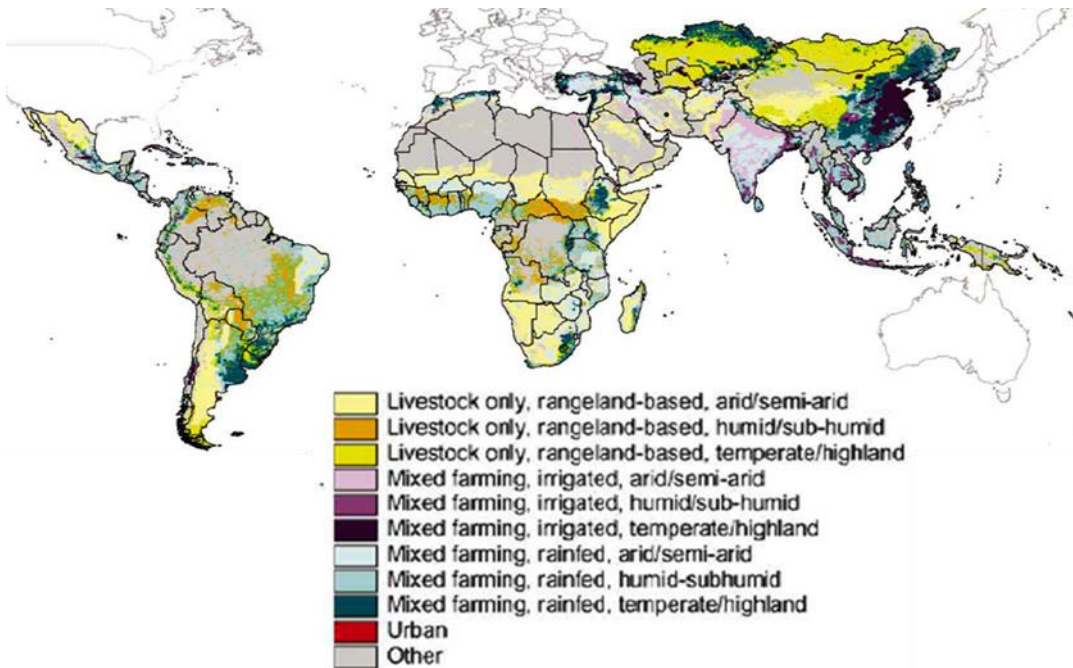 Livestock only, rangeland-based, arid/semi-arid
Livestock only, rangeland-based, humid/sub-humid
Livestock only, rangeland-based, temperate/highland
Mixed farming, irrigated, arid/semi-arid
Mixed farming, irrigated, humid/sub-humid
Mixed farming, irrigated, temperate/highland
Mixed farming, rainfed, arid/semi-arid
Mixed farming, rainfed, humid-subhumid
Mixed farming, rainfed, temperate/highland
Urban
Other